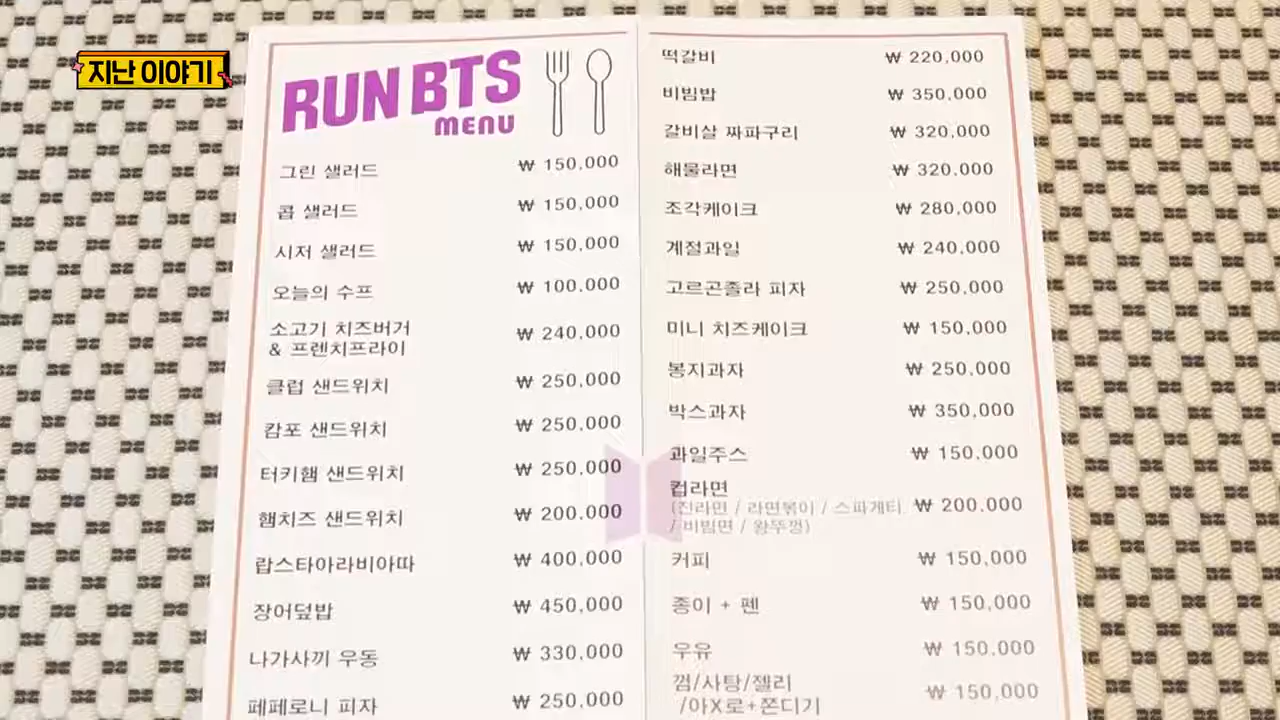 지난 이야기
RUN BTS
MENU
그린 샐러드 ₩ 150,000
콥 샐러드 ₩ 150,000
시저 샐러드 ₩ 150,000
오늘의 수프 ₩ 100,000
소고기 치즈버거
& 프렌치프라이 ₩ 240,000
클럽 샌드위치 ₩ 250,000
캄포 샌드위치 ₩ 250,000
터키햄 샌드위치 ₩ 250,000
햄치즈 샌드위치 ₩ 200,000
랍스타아라비아따 ₩ 400,000
장어덮밥 ₩ 450,000
나가사끼 우동 ₩ 330,000
페페로니 피자 ₩ 250,000
떡갈비 ₩ 220,000
비빔밥 ₩ 350,000
갈비살 짜파구리 ₩ 320,000
해물라면 ₩ 320,000
조각케이크 ₩ 280,000
계절과일 ₩ 240,000
고르곤졸라 피자 ₩ 250,000
미니 치즈케이크 ₩ 150,000
봉지과자 ₩ 250,000
박스과자 ₩ 350,000
과일주스 ₩ 150,000
컵라면
(진라면 / 라면볶이 / 스파게티 ₩ 200,000
/ 비빔면 / 왕뚜껑)
커피 ₩ 150,000
종이 + 펜 ₩ 150,000
우유 ₩ 150,000
껌/사탕/젤리
/아X로+쫀디기 ₩ 150,000